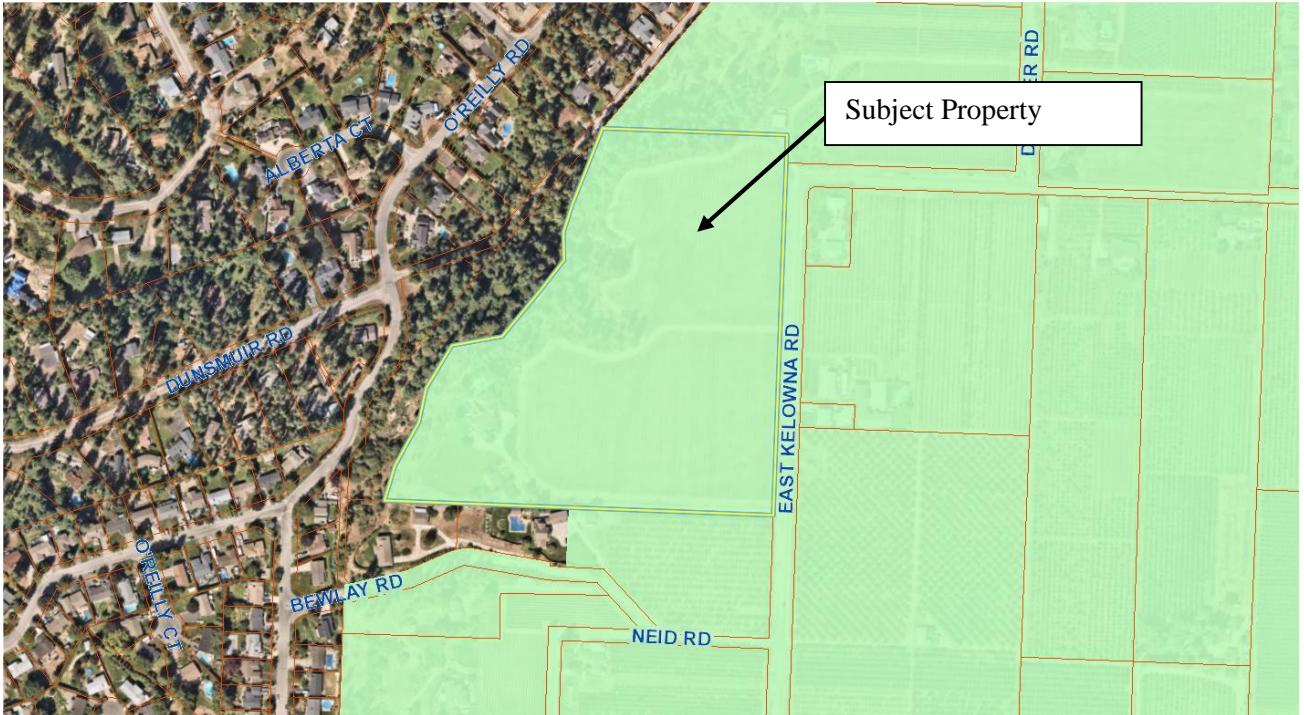 O'REILLY RD
Subject Property
ALBERTA CT
DUNSMUIR RD
EAST KELOWNA RD
O'REILLY CT
BEWLAY RD
NEID RD